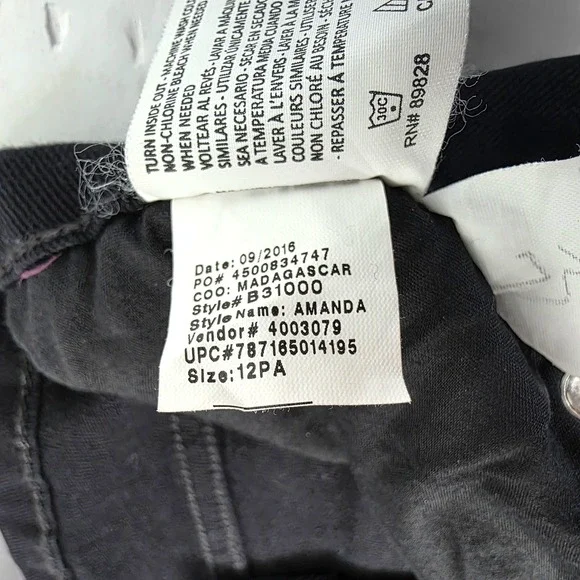 TURN INSIDE OUT - MACHINE WASH
NON-CHLORINE BLEACH WHEN NEEDED
WHEN NEEDED
VOLTEAR AL REVÉS - LAVAR A MÁQUINA
SIMILARES - UTILIZAR ÚNICAMENTE
SEA NECESARIO - SECAR EN SECADO
A TEMPERATURA MEDIA CUANDO
LAVER À L'ENVERS - LAVER À LA
COULEURS SIMILAIRES - UTILISER
NON CHLORÉ AU BESOIN - SÉCHER
- REPASSER À TEMPÉRATURE
30C
RN# 89828
Date: 09/2016
PO# 4500834747
COO: MADAGASCAR
Style# B31000
Style Name: AMANDA
Vendor# 4003079
UPC#787165014195
Size:12PA